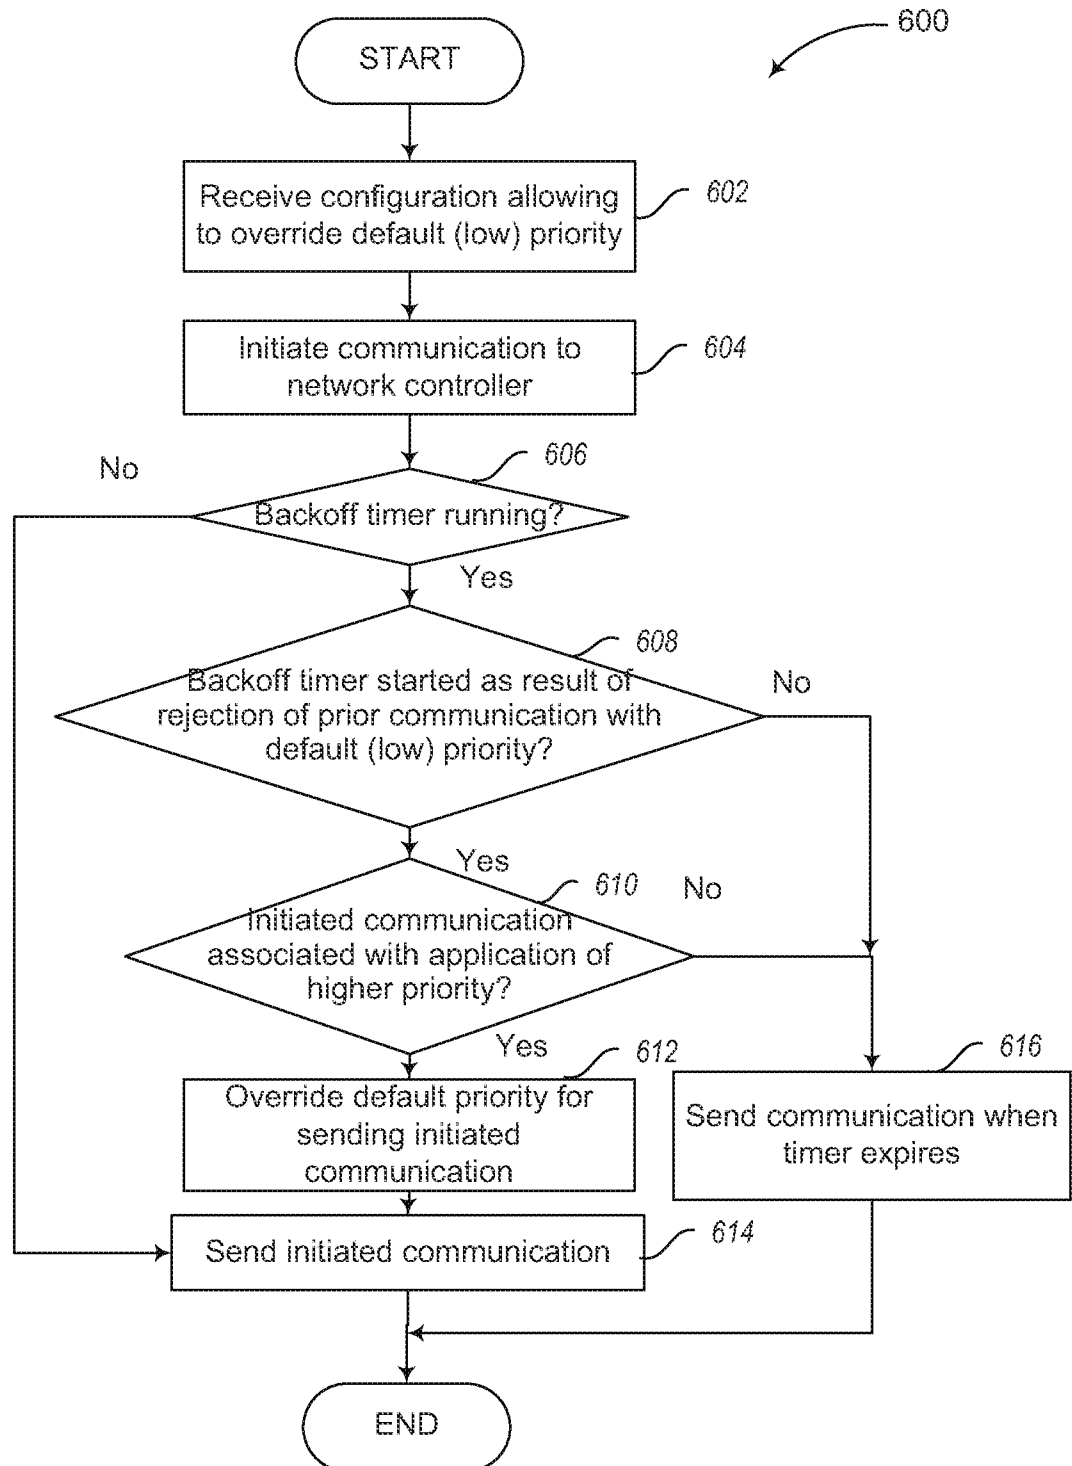 600
START
Receive configuration allowing
to override default (low) priority
602
Initiate communication to
network controller
604
606
No
Backoff timer running?
Yes
608
Backoff timer started as result of
rejection of prior communication with
default (low) priority?
No
Yes
610
No
Initiated communication
associated with application of
higher priority?
Yes
612
616
Override default priority for
sending initiated
communication
Send communication when
timer expires
614
Send initiated communication
END